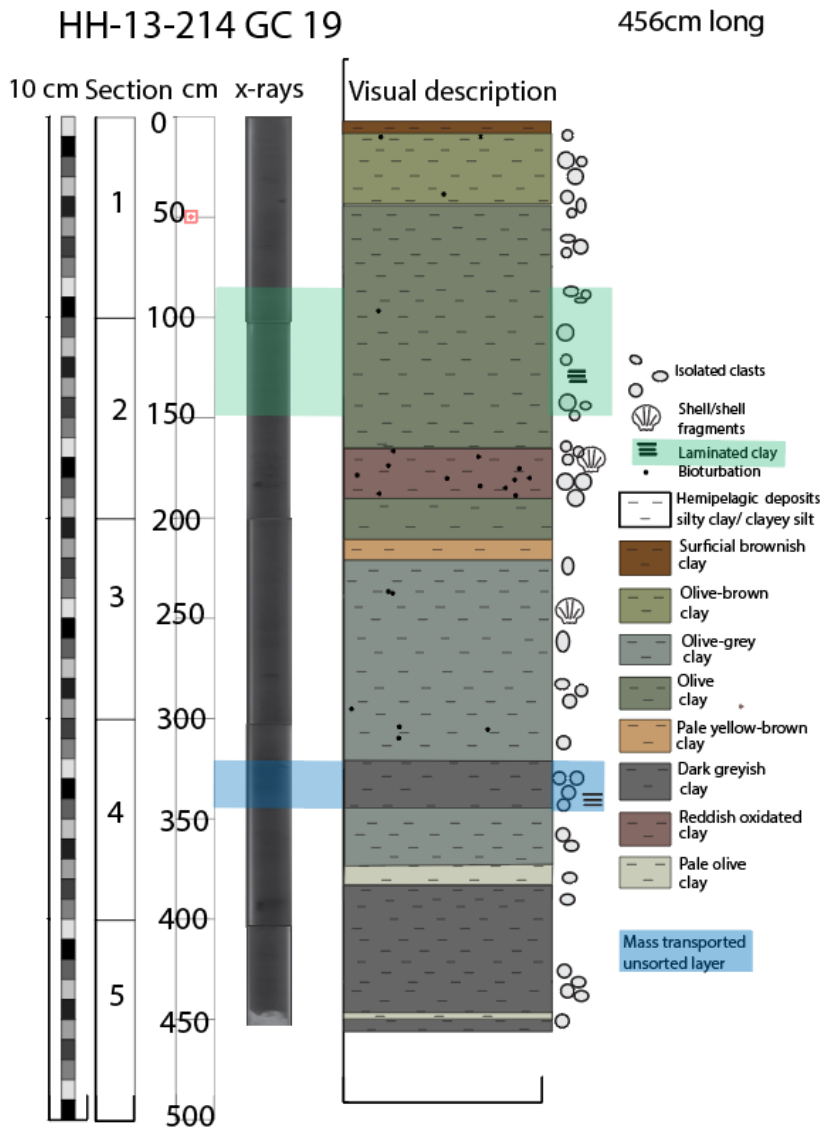 HH-13-214 GC 19
456cm long
10 cm Section cm x-rays
Visual description
0
50
100
150
200
250
300
350
400
450
500
1
2
3
4
5
Isolated clasts
Shell/shell
fragments
Laminated clay
Bioturbation
Hemipelagic deposits
silty clay/ clayey silt
Surficial brownish
clay
Olive-brown
clay
Olive-grey
clay
Olive
clay
Pale yellow-brown
clay
Dark greyish
clay
Reddish oxidated
clay
Pale olive
clay
Mass transported
unsorted layer